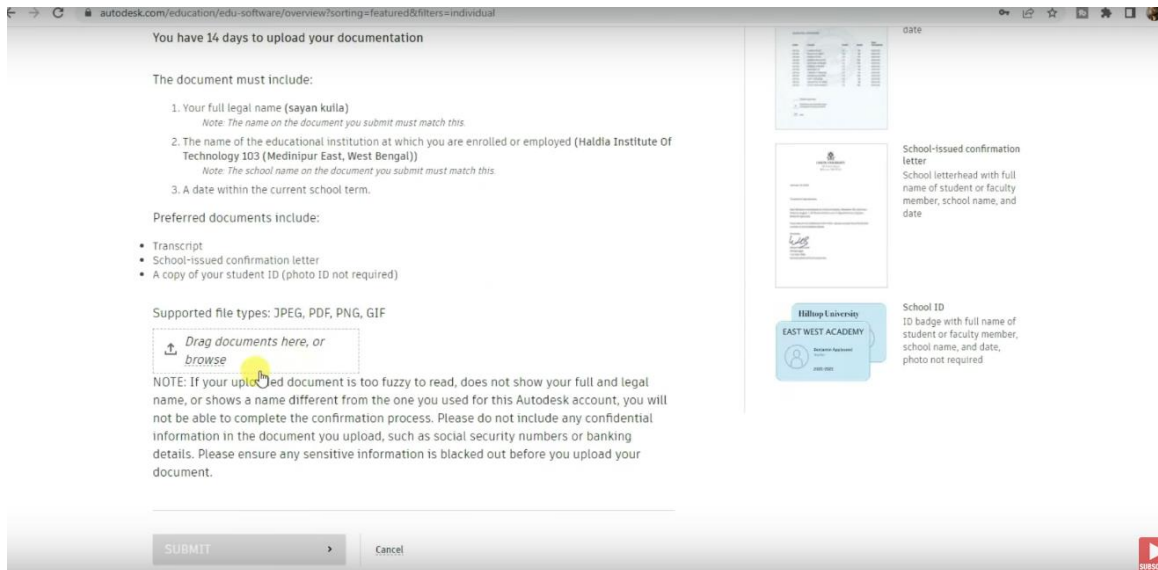 autodesk.com/education/edu-software/overview?sorting=featured&filters=individual
You have 14 days to upload your documentation
The document must include:
1. Your full legal name (sayan kuila)
Note: The name on the document you submit must match this.
2. The name of the educational institution at which you are enrolled or employed (Haldia Institute Of
Technology 103 (Medinipur East, West Bengal))
Note: The school name on the document you submit must match this.
3. A date within the current school term.
Preferred documents include:
Transcript
School-issued confirmation letter
A copy of your student ID (photo ID not required)
Supported file types: JPEG, PDF, PNG, GIF
Drag documents here, or
browse
NOTE: If your uploaded document is too fuzzy to read, does not show your full and legal
name, or shows a name different from the one you used for this Autodesk account, you will
not be able to complete the confirmation process. Please do not include any confidential
information in the document you upload, such as social security numbers or banking
details. Please ensure any sensitive information is blacked out before you upload your
document.
SUBMIT
Cancel
date
School-issued confirmation
letter
School letterhead with full
name of student or faculty
member, school name, and
date
Hilltop University
EAST WEST ACADEMY
School ID
ID badge with full name of
student or faculty member,
school name, and date,
photo not required